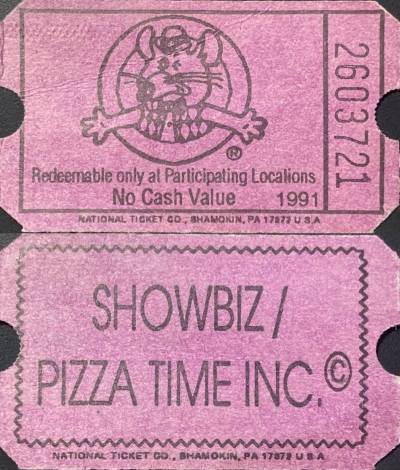 ®
Redeemable only at Participating Locations
No Cash Value 1991
2603721
NATIONAL TICKET CO., SHAMOKIN, PA 17872 U S A
SHOWBIZ /
PIZZA TIME INC.©
NATIONAL TICKET CO., SHAMOKIN, PA 17872 U S A